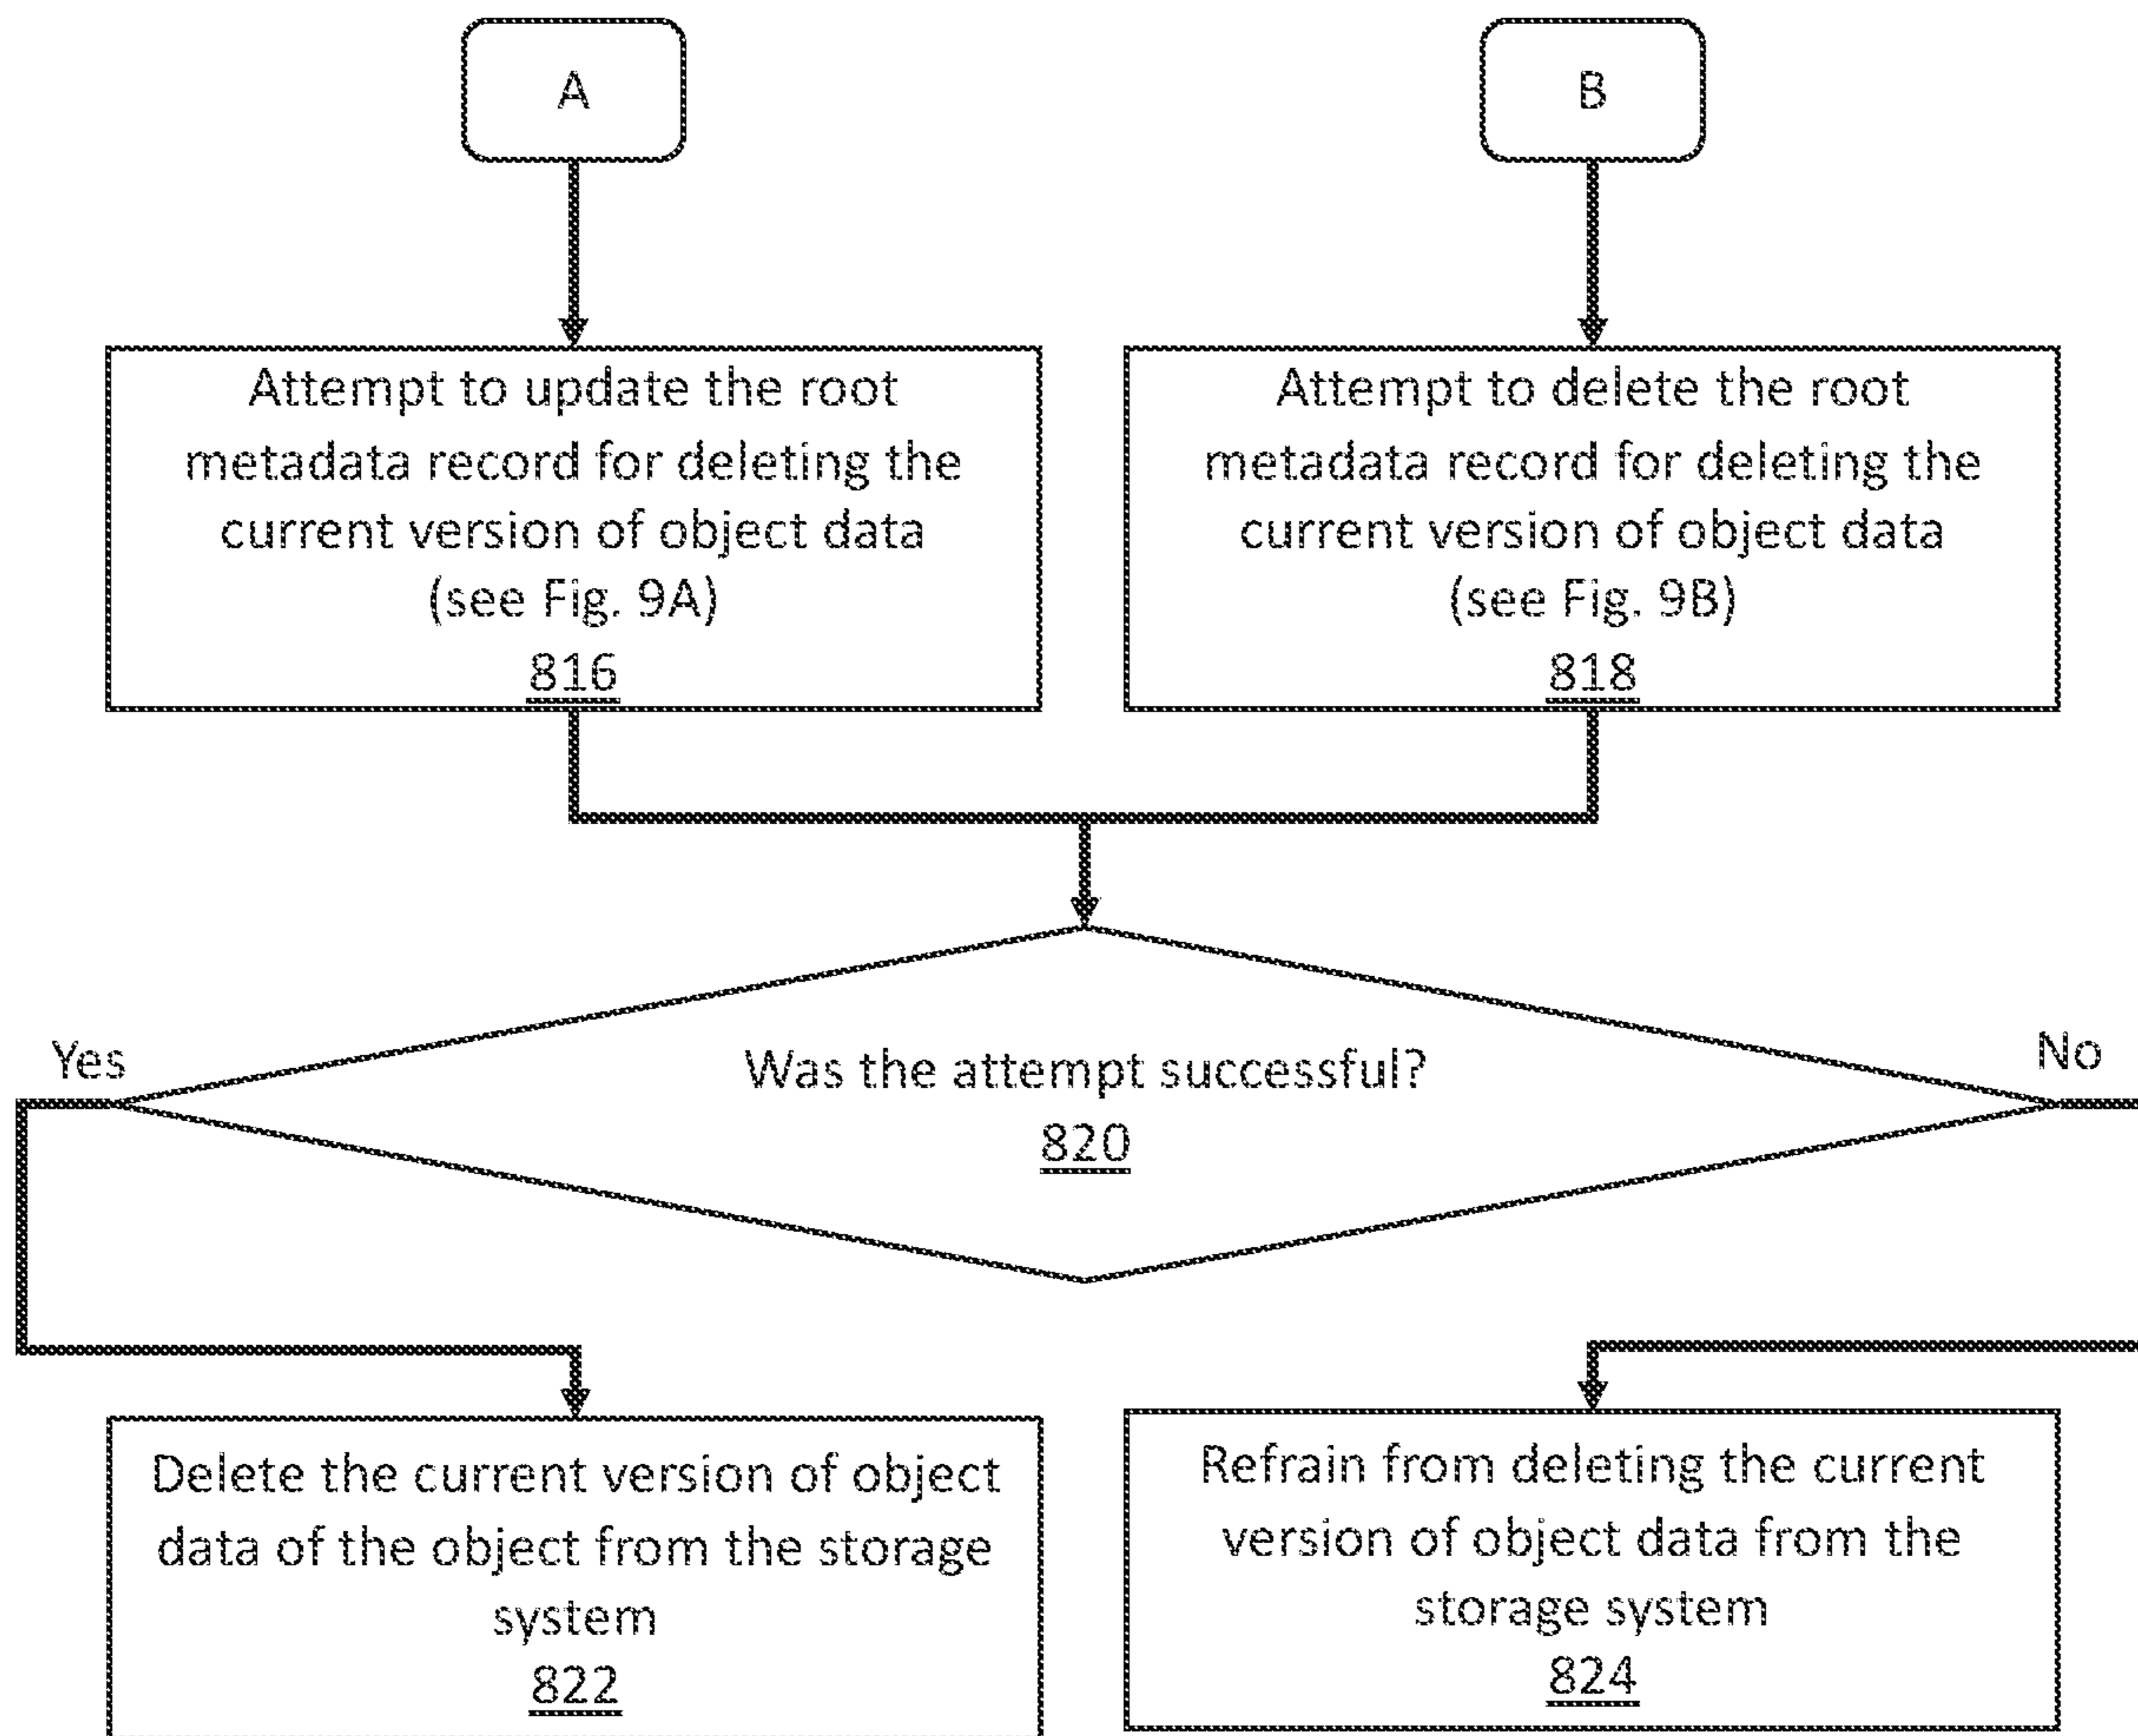 A
B
Attempt to update the root
metadata record for deleting the
current version of object data
(see Fig. 9A)
816
Attempt to delete the root
metadata record for deleting the
current version of object data
(see Fig. 9B)
818
Yes
Was the attempt successful?
820
No
Delete the current version of object
data of the object from the storage
system
822
Refrain from deleting the current
version of object data from the
storage system
824